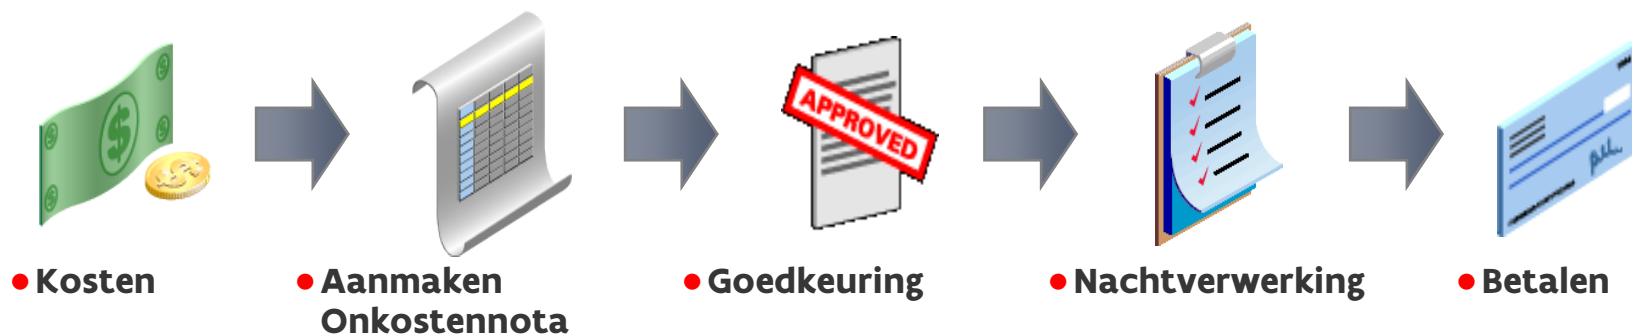 APPROVED
• Kosten
• Aanmaken
Onkostennota
• Goedkeuring
• Nachtverwerking
• Betalen